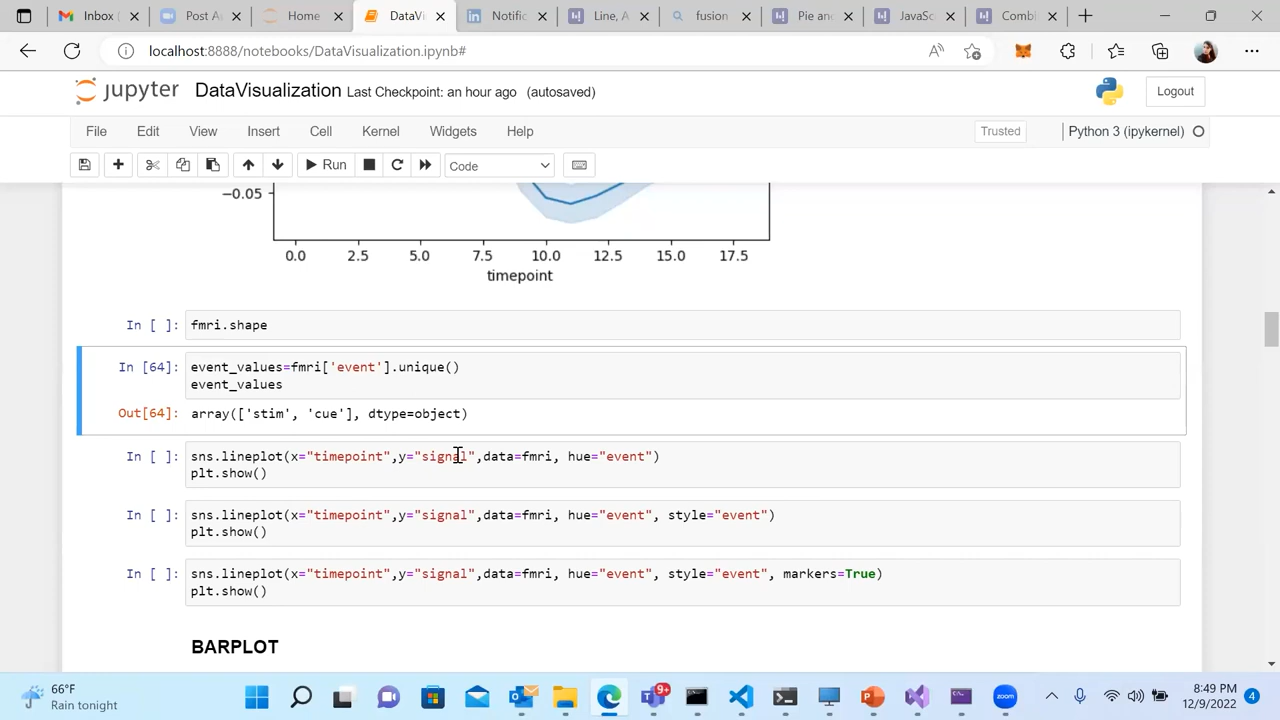 Inbox
Post A
Home
DataVi
Notific
Line, A
fusion
Pie and
JavaSc
Combi
localhost:8888/notebooks/DataVisualization.ipynb#
jupyter DataVisualization Last Checkpoint: an hour ago (autosaved)
Logout
File Edit View Insert Cell Kernel Widgets Help
Trusted
Python 3 (ipykernel)
Run
Code
−0.05
0.0 2.5 5.0 7.5 10.0 12.5 15.0 17.5
timepoint
In [ ]: fmri.shape
In [64]: event_values=fmri['event'].unique()
event_values
Out[64]: array(['stim', 'cue'], dtype=object)
In [ ]: sns.lineplot(x="timepoint",y="signal",data=fmri, hue="event")
plt.show()
In [ ]: sns.lineplot(x="timepoint",y="signal",data=fmri, hue="event", style="event")
plt.show()
In [ ]: sns.lineplot(x="timepoint",y="signal",data=fmri, hue="event", style="event", markers=True)
plt.show()
BARPLOT
66°F
Rain tonight
9+
zoom
8:49 PM
12/9/2022
4